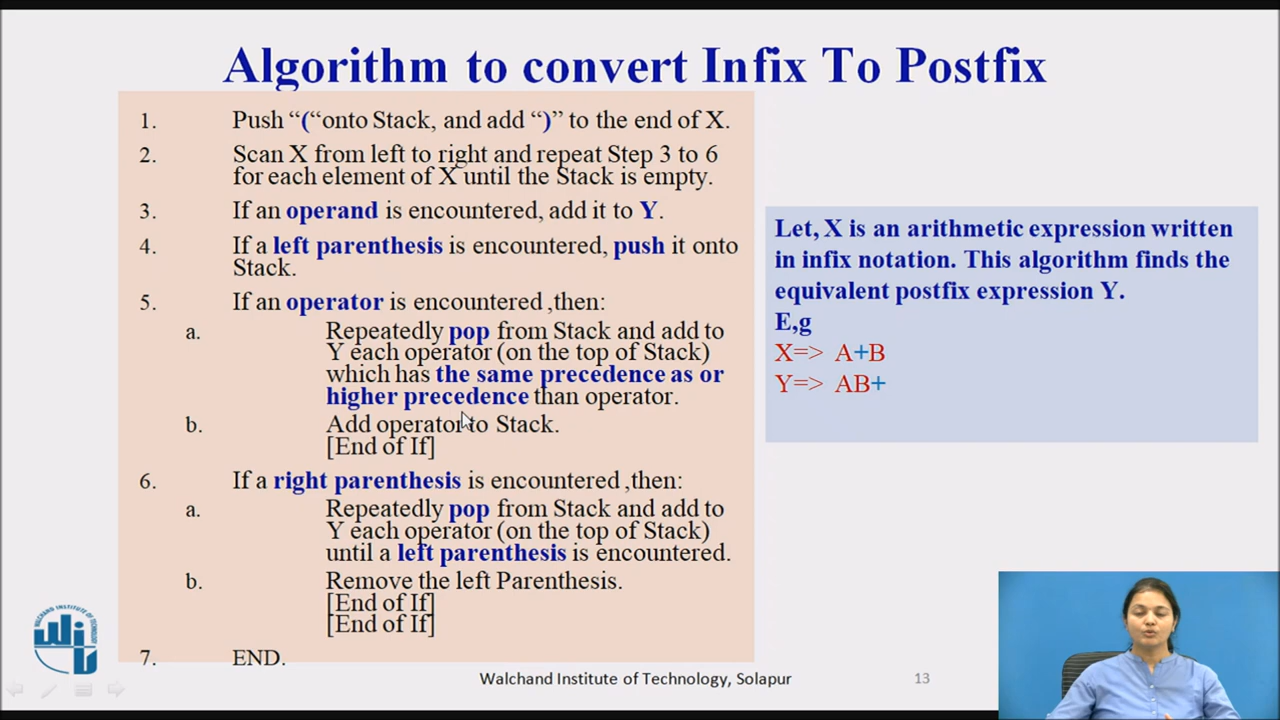 Algorithm to convert Infix To Postfix
1. Push “(“onto Stack, and add “)” to the end of X.
2. Scan X from left to right and repeat Step 3 to 6
for each element of X until the Stack is empty.
3. If an operand is encountered, add it to Y.
4. If a left parenthesis is encountered, push it onto
Stack.
5. If an operator is encountered ,then:
a. Repeatedly pop from Stack and add to
Y each operator (on the top of Stack)
which has the same precedence as or
higher precedence than operator.
b. Add operator to Stack.
[End of If]
6. If a right parenthesis is encountered ,then:
a. Repeatedly pop from Stack and add to
Y each operator (on the top of Stack)
until a left parenthesis is encountered.
b. Remove the left Parenthesis.
[End of If]
[End of If]
7. END.
Let, X is an arithmetic expression written
in infix notation. This algorithm finds the
equivalent postfix expression Y.
E,g
X=> A+B
Y=> AB+
WALCHAND INSTITUTE OF TECHNOLOGY
Walchand Institute of Technology, Solapur
13